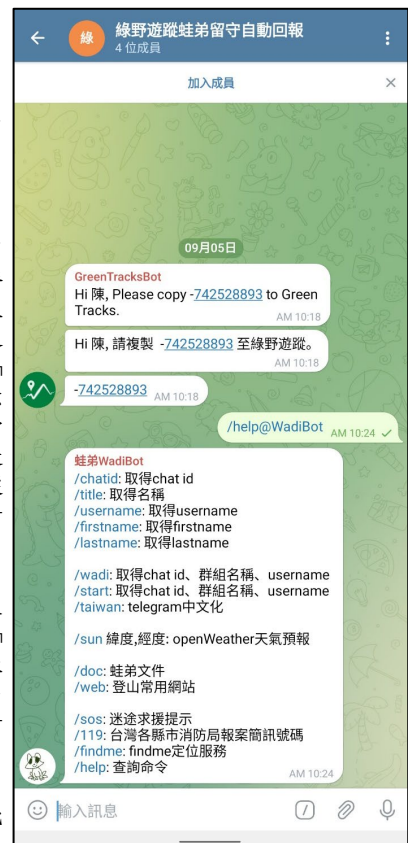 綠
綠野遊蹤蛙弟留守自動回報
4 位成員
加入成員
09月05日
GreenTracksBot
Hi 陳, Please copy -742528893 to Green
Tracks.
AM 10:18
Hi 陳, 請複製 -742528893 至綠野遊蹤。
AM 10:18
-742528893 AM 10:18
/help@WadiBot AM 10:24
蛙弟WadiBot
/chatid: 取得chat id
/title: 取得名稱
/username: 取得username
/firstname: 取得firstname
/lastname: 取得lastname
/wadi: 取得chat id、群組名稱、username
/start: 取得chat id、群組名稱、username
/taiwan: telegram中文化
/sun 緯度,經度: openWeather天氣預報
/doc: 蛙弟文件
/web: 登山常用網站
/sos: 迷途求援提示
/119: 台灣各縣市消防局報案簡訊號碼
/findme: findme定位服務
/help: 查詢命令
AM 10:24
輸入訊息